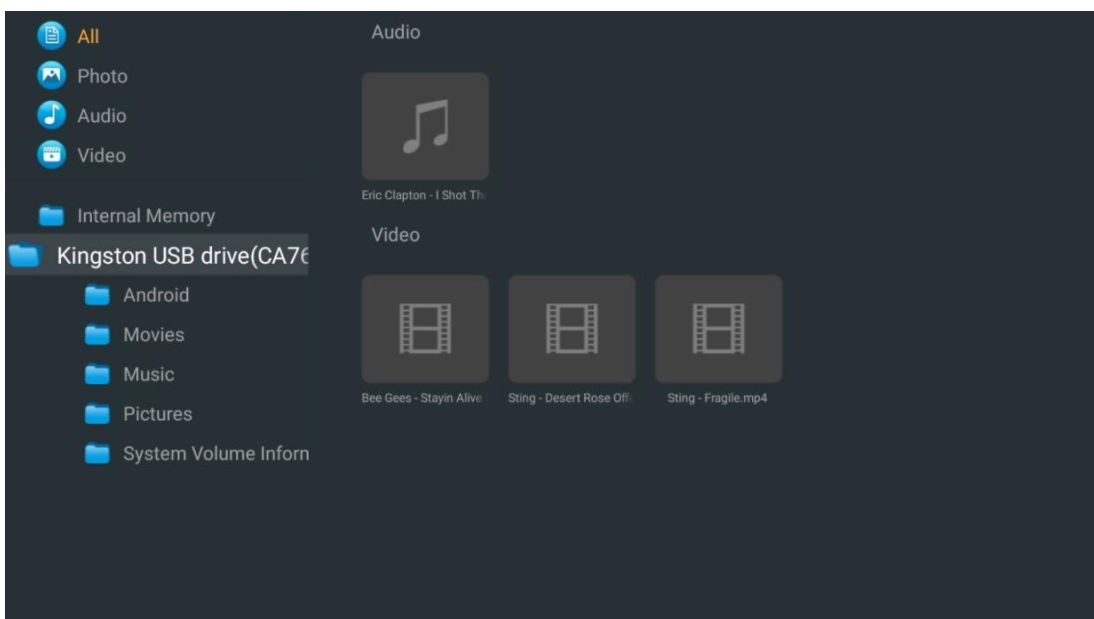 All
Photo
Audio
Video
Internal Memory
Kingston USB drive(CA76
Android
Movies
Music
Pictures
System Volume Inforn
Audio
Eric Clapton - I Shot Th
Video
Bee Gees - Stayin Alive
Sting - Desert Rose Offi
Sting - Fragile.mp4